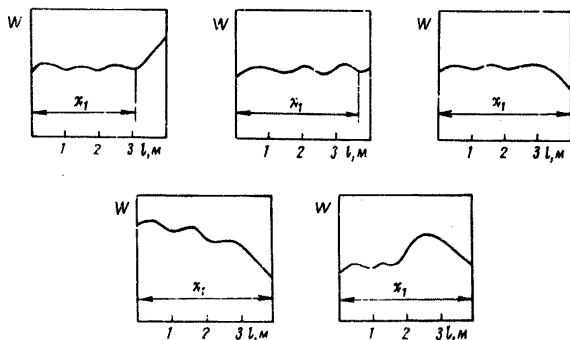 W W W
x₁ x₁ x₁
1 2 3 l, м 1 2 3 l, м 1 2 3 l, м
W W
x₁ x₁
1 2 3 l, м 1 2 3 l, м